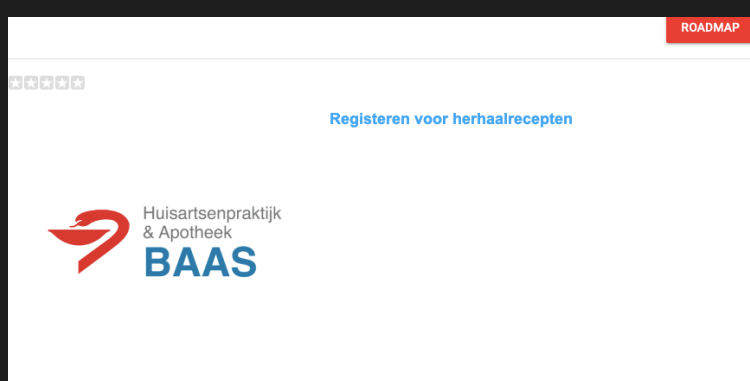 ROADMAP
Registeren voor herhaalrecepten
Huisartsenpraktijk
& Apotheek
BAAS